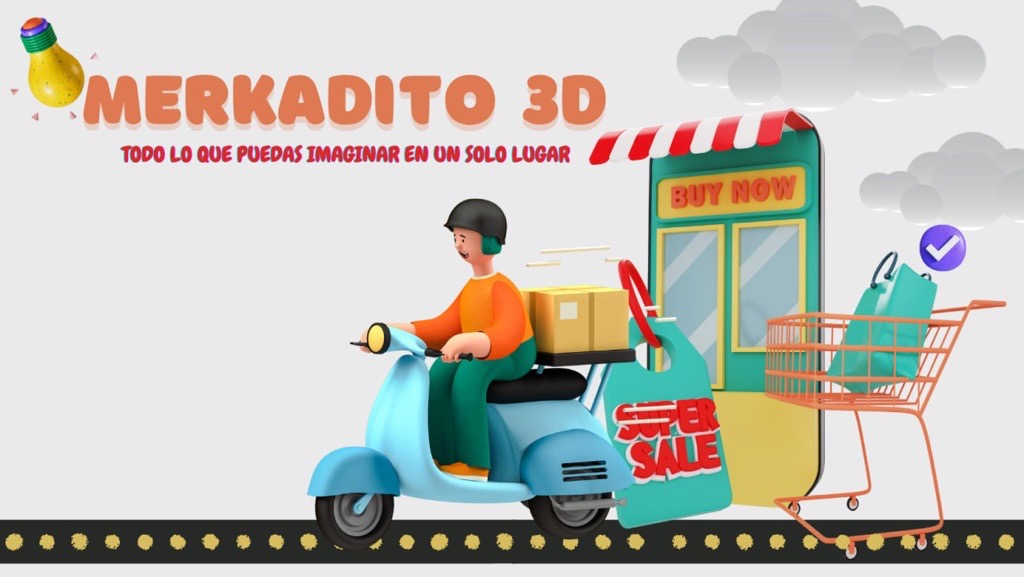 MERKADITO 3D
TODO LO QUE PUEDAS IMAGINAR EN UN SOLO LUGAR
BUY NOW
SUPER
SALE